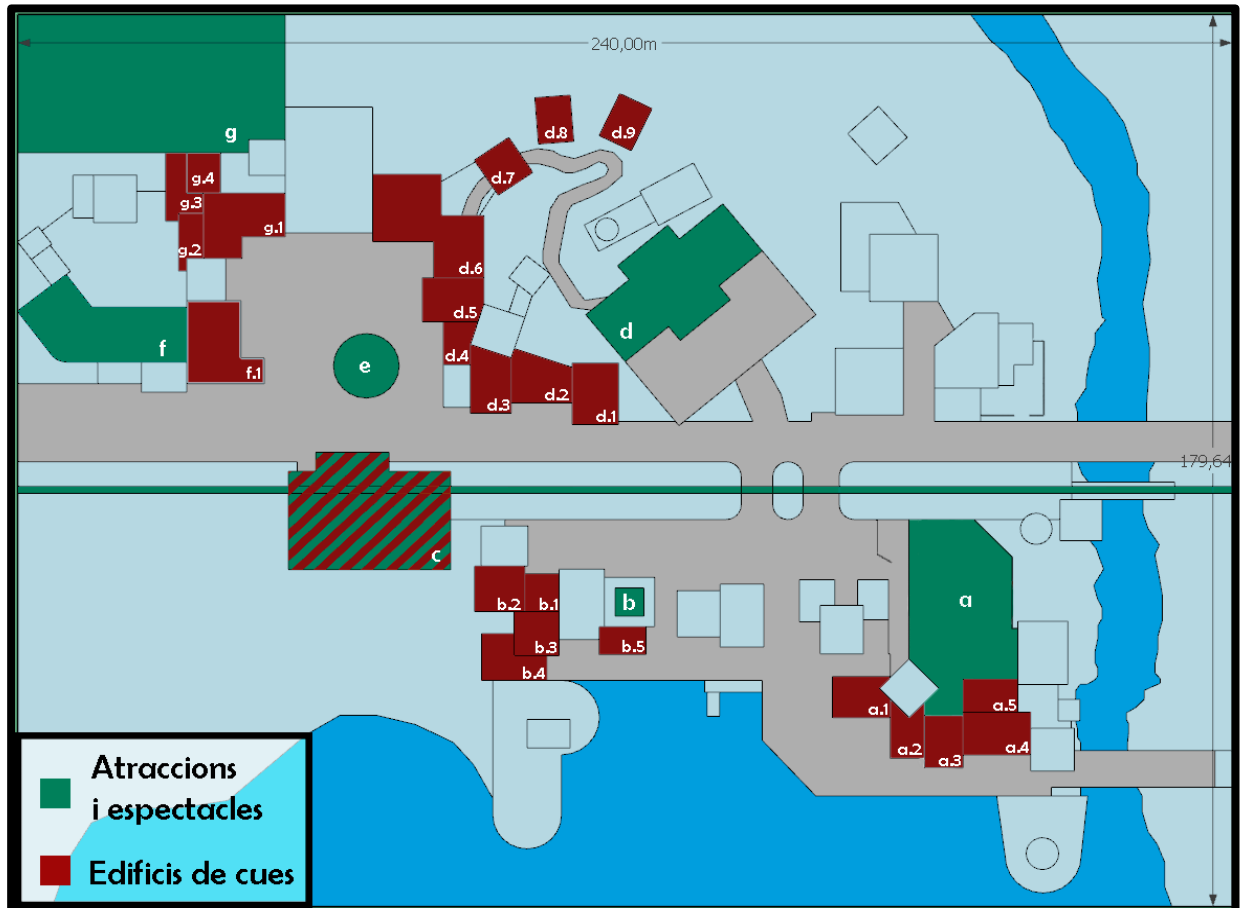 240,00m
d.8
d.9
g
d.7
g.4
g.3
g.1
g.2
d.6
d.5
d
d.4
f
e
f.1
d.2
d.3
d.1
179,64
c
b.2
b.1
b
a
b.3
b.5
b.4
a.1
a.5
a.2
a.3
a.4
Atraccions
i espectacles
Edificis de cues